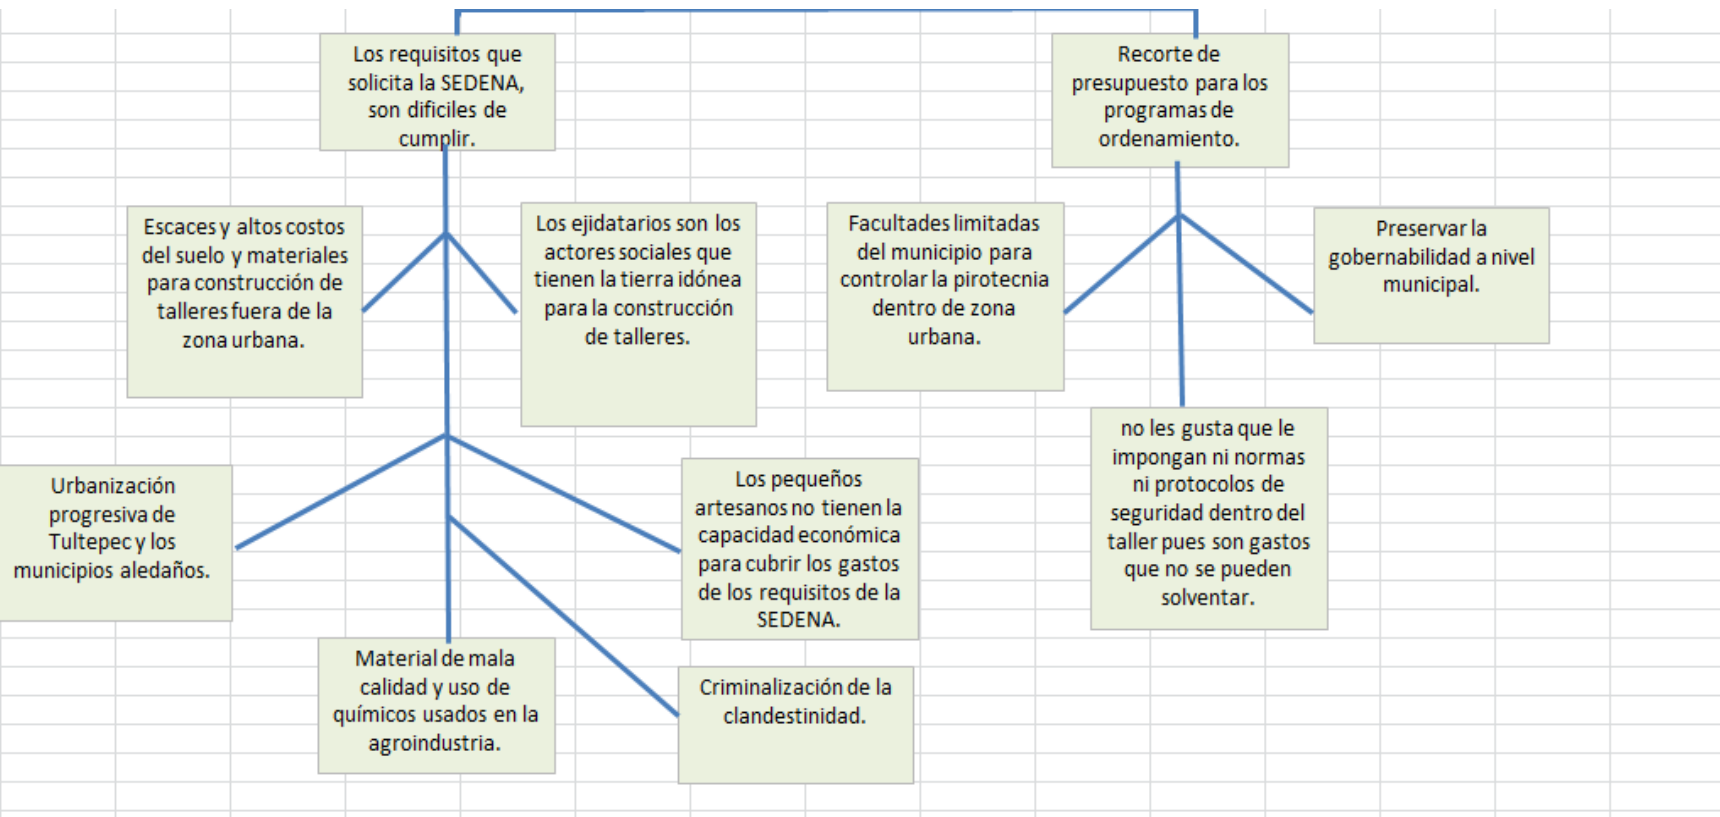 Los requisitos que
solicita la SEDENA,
son dificiles de
cumplir.
Recorte de
presupuesto para los
programas de
ordenamiento.
Escaces y altos costos
del suelo y materiales
para construcción de
talleres fuera de la
zona urbana.
Los ejidatarios son los
actores sociales que
tienen la tierra idónea
para la construcción
de talleres.
Facultades limitadas
del municipio para
controlar la pirotecnia
dentro de zona
urbana.
Preservar la
gobernabilidad a nivel
municipal.
Urbanización
progresiva de
Tultepec y los
municipios aledaños.
Los pequeños
artesanos no tienen la
capacidad económica
para cubrir los gastos
de los requisitos de la
SEDENA.
no les gusta que le
impongan ni normas
ni protocolos de
seguridad dentro del
taller pues son gastos
que no se pueden
solventar.
Material de mala
calidad y uso de
químicos usados en la
agroindustria.
Criminalización de la
clandestinidad.